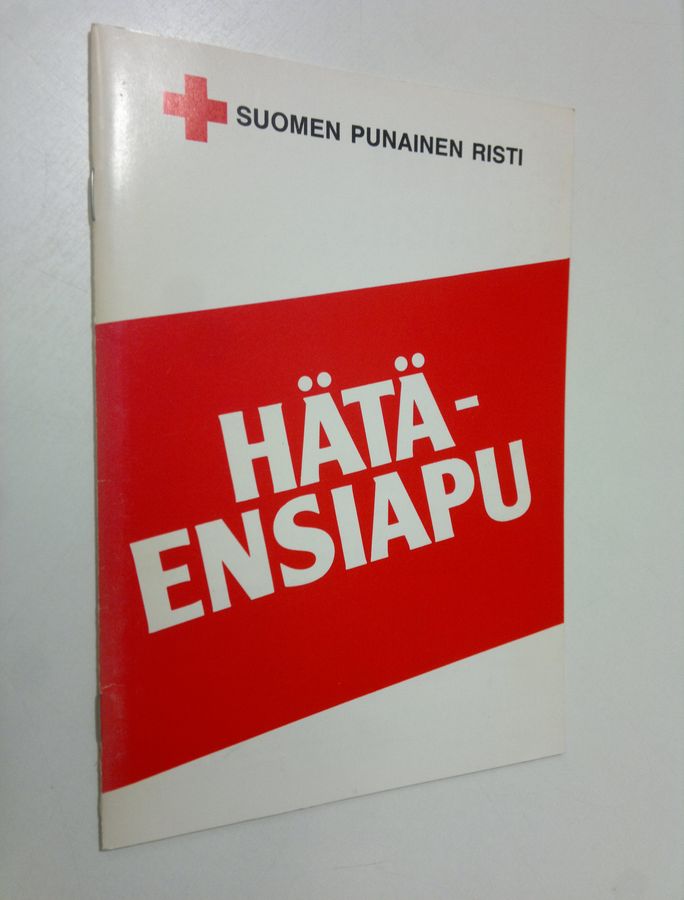 SUOMEN PUNAINEN RISTI
HÄTÄ-
ENSIAPU